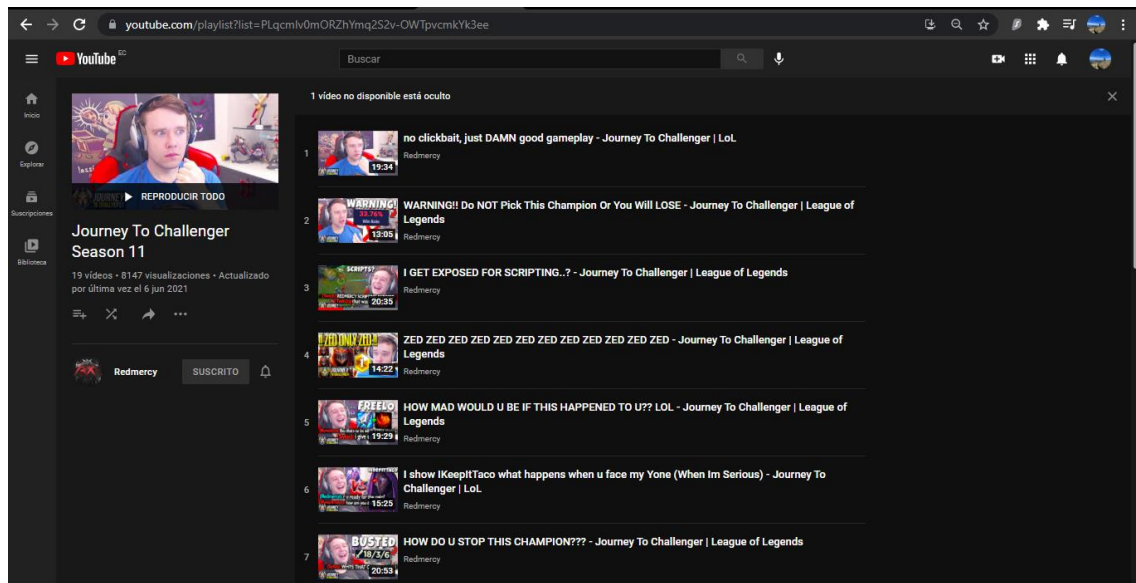 youtube.com/playlist?list=PLqcmlv0mORZhYmq2S2v-OWTpvcmkYk3ee
YouTube EC
Buscar
Inicio
Explorar
Suscripciones
Biblioteca
REPRODUCIR TODO
Journey To Challenger
Season 11
19 vídeos • 8147 visualizaciones • Actualizado
por última vez el 6 jun 2021
Redmercy
SUSCRITO
1 vídeo no disponible está oculto
1
19:34
no clickbait, just DAMN good gameplay - Journey To Challenger | LoL
Redmercy
2
WARNING!
33.76%
13:05
WARNING!! Do NOT Pick This Champion Or You Will LOSE - Journey To Challenger | League of
Legends
Redmercy
3
SCRIPTS?
20:35
I GET EXPOSED FOR SCRIPTING..? - Journey To Challenger | League of Legends
Redmercy
4
14:22
ZED ZED ZED ZED ZED ZED ZED ZED ZED ZED ZED ZED - Journey To Challenger | League of
Legends
Redmercy
5
FREELO
19:29
HOW MAD WOULD U BE IF THIS HAPPENED TO U?? LOL - Journey To Challenger | League of
Legends
Redmercy
6
15:25
I show IKeepItTaco what happens when u face my Yone (When Im Serious) - Journey To
Challenger | LoL
Redmercy
7
BUSTED
18/3/6
20:53
HOW DO U STOP THIS CHAMPION??? - Journey To Challenger | League of Legends
Redmercy